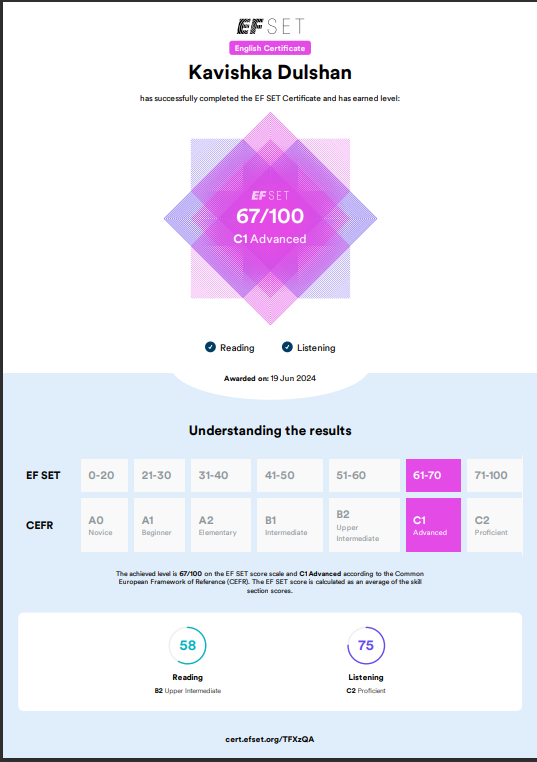 EF SET
English Certificate
Kavishka Dulshan
has successfully completed the EF SET Certificate and has earned level:
EF SET
67/100
C1 Advanced
Reading Listening
Awarded on: 19 Jun 2024
Understanding the results
EF SET 0-20 21-30 31-40 41-50 51-60 61-70 71-100
CEFR A0 A1 A2 B1 B2 C1 C2
Novice Beginner Elementary Intermediate Upper Intermediate Advanced Proficient
The achieved level is 67/100 on the EF SET score scale and C1 Advanced according to the Common
European Framework of Reference (CEFR). The EF SET score is calculated as an average of the skill
section scores.
58 75
Reading Listening
B2 Upper Intermediate C2 Proficient
cert.efset.org/TFXzQA